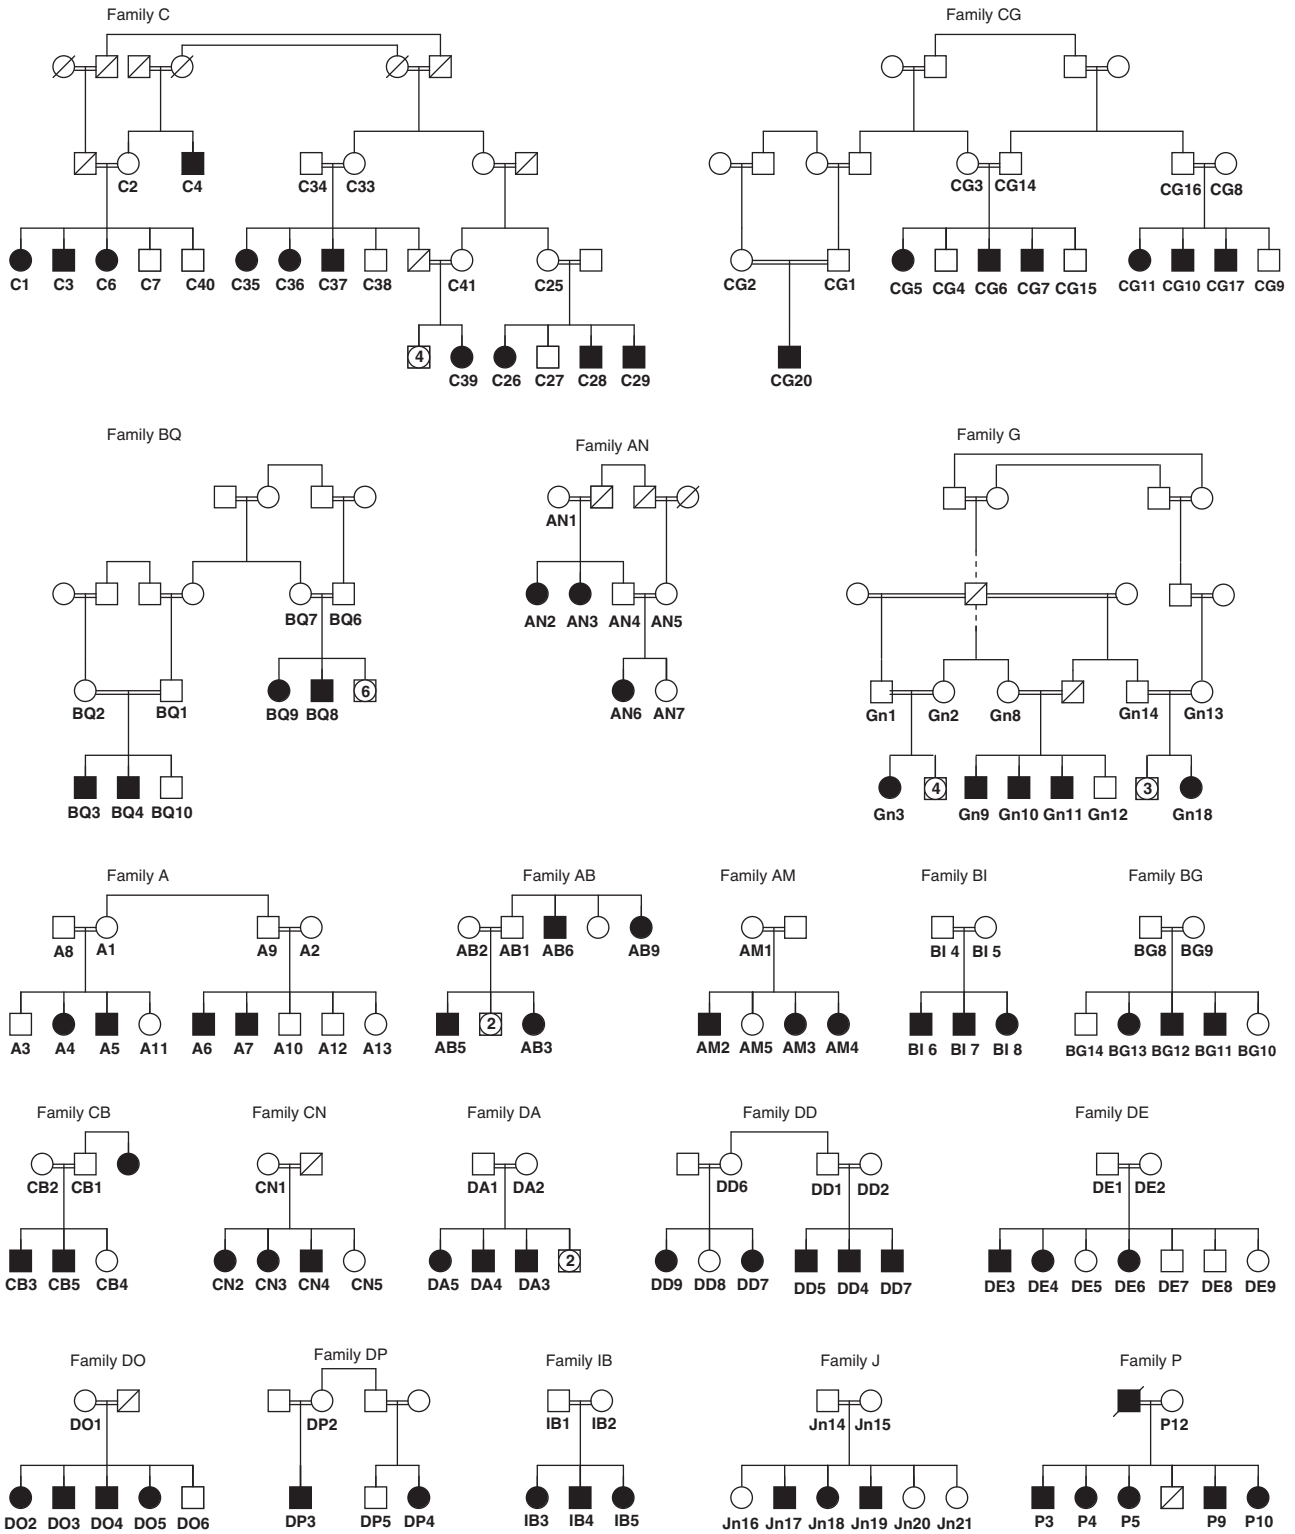 Family C Family CG
C2 C4 C34 C33 CG3 CG14 CG16 CG8
C1 C3 C6 C7 C40 C35 C36 C37 C38 C41 C25 CG2 CG1 CG5 CG4 CG6 CG7 CG15 CG11 CG10 CG17 CG9
4
C39 C26 C27 C28 C29 CG20
Family BQ Family AN Family G
AN1
BQ7 BQ6 AN2 AN3 AN4 AN5
6
BQ2 BQ1 BQ9 BQ8 AN6 AN7 Gn1 Gn2 Gn8 Gn14 Gn13
4 3
BQ3 BQ4 BQ10 Gn3 Gn9 Gn10 Gn11 Gn12 Gn18
Family A Family AB Family AM Family BI Family BG
A8 A1 A9 A2 AB2 AB1 AB6 AB9 AM1 BI 4 BI 5 BG8 BG9
2
A3 A4 A5 A11 A6 A7 A10 A12 A13 AB5 AB3 AM2 AM5 AM3 AM4 BI 6 BI 7 BI 8 BG14 BG13 BG12 BG11 BG10
Family CB Family CN Family DA Family DD Family DE
CB2 CB1 CN1 DA1 DA2 DD6 DD1 DD2 DE1 DE2
2
CB3 CB5 CB4 CN2 CN3 CN4 CN5 DA5 DA4 DA3 DD9 DD8 DD7 DD5 DD4 DD7 DE3 DE4 DE5 DE6 DE7 DE8 DE9
Family DO Family DP Family IB Family J Family P
DO1 DP2 IB1 IB2 Jn14 Jn15 P12
DO2 DO3 DO4 DO5 DO6 DP3 DP5 DP4 IB3 IB4 IB5 Jn16 Jn17 Jn18 Jn19 Jn20 Jn21 P3 P4 P5 P9 P10